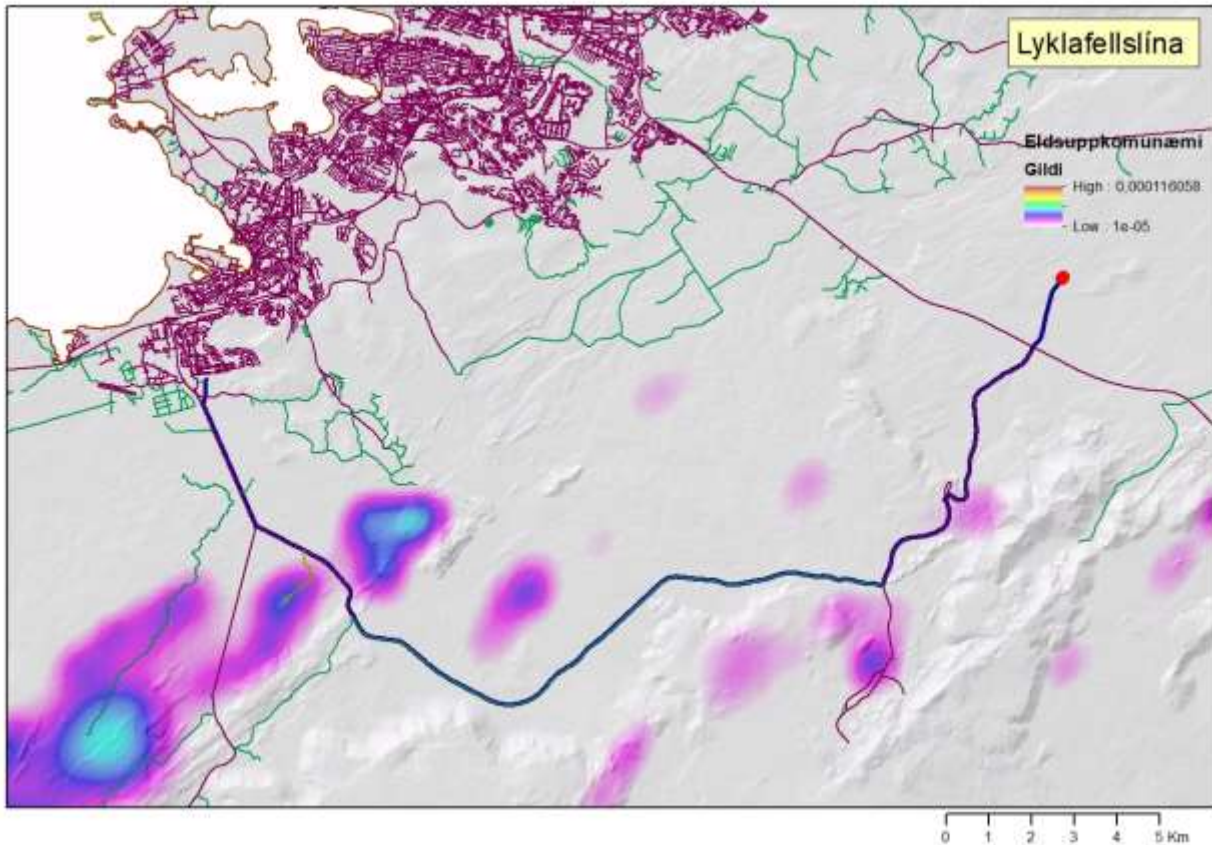 Lyklafellslína
Eldsuppkomunæmi
Gildi
High : 0,000116058
Low : 1e-05
0 1 2 3 4 5 Km